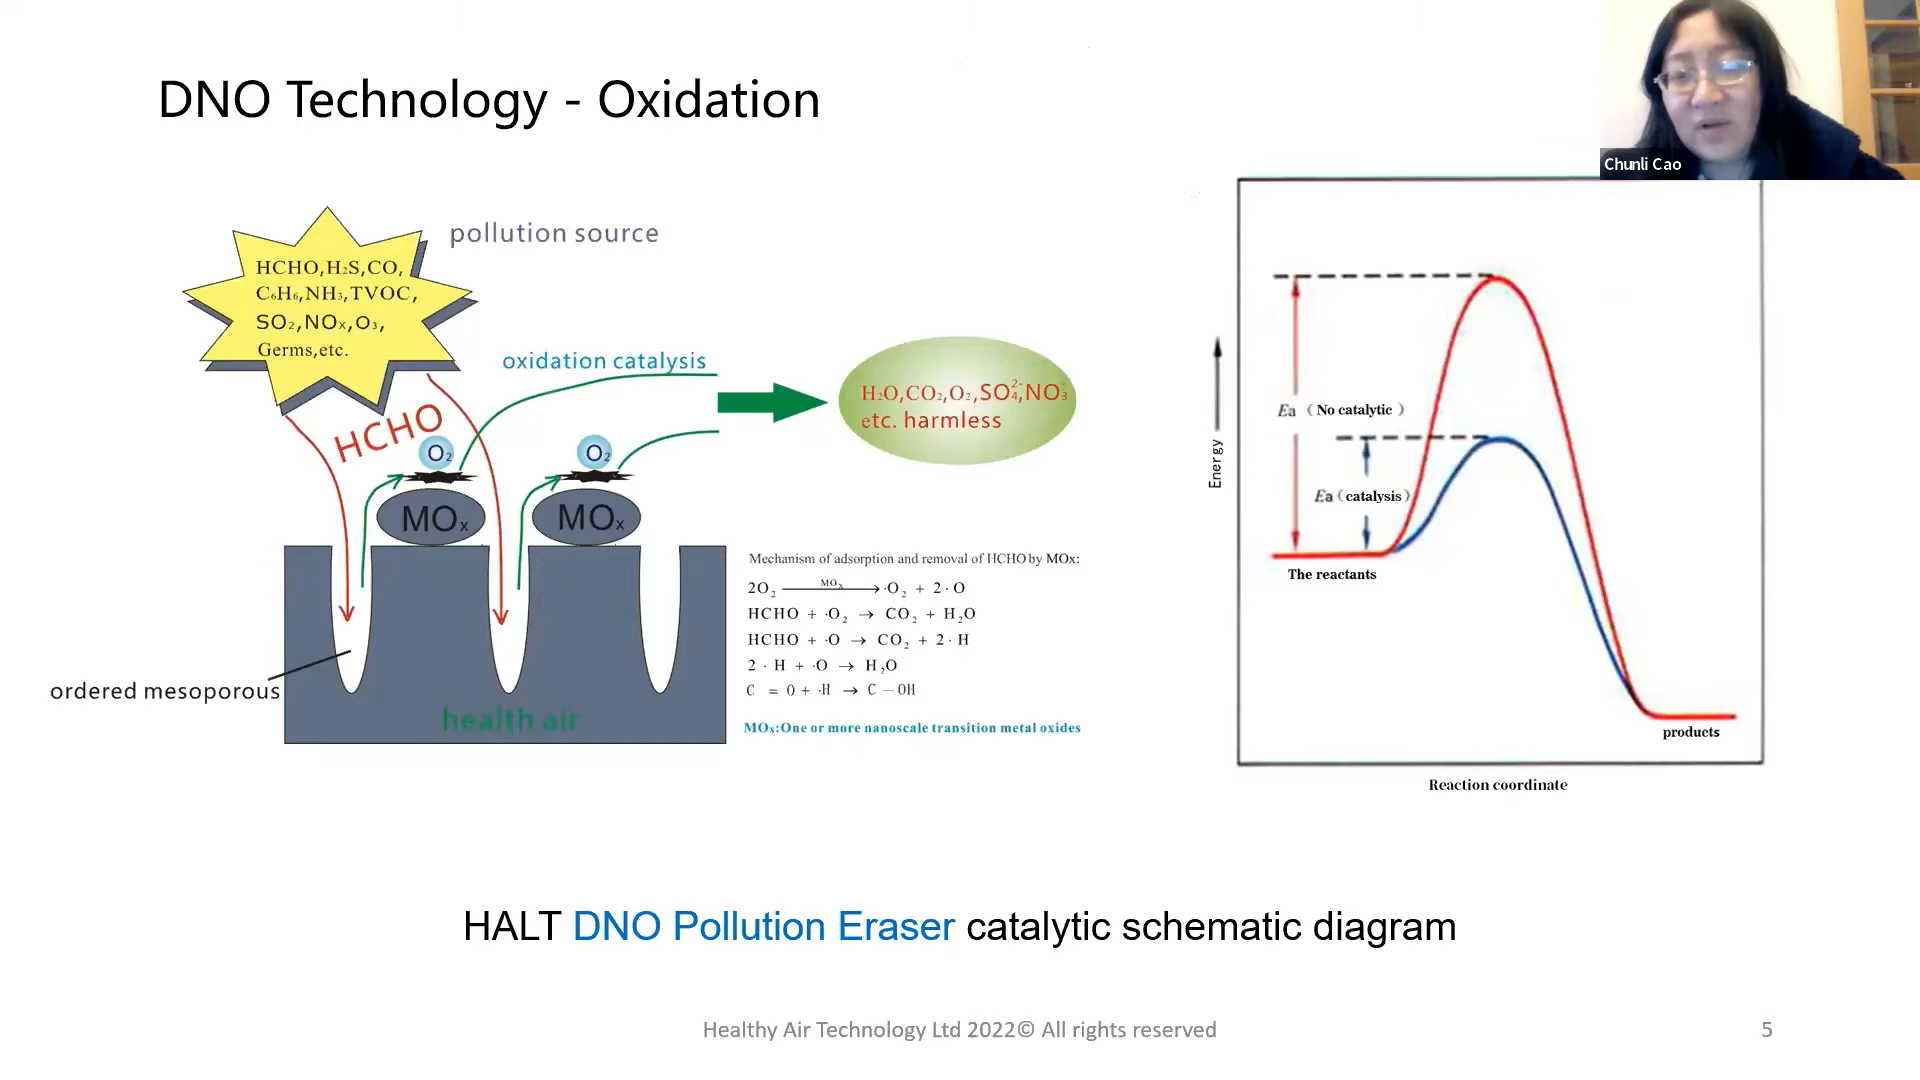 DNO Technology - Oxidation
Chunli Cao
pollution source
HCHO,H₂S,CO,
C₆H₆,NH₃,TVOC,
SO₂,NOx,O₃,
Germs,etc.
oxidation catalysis
HCHO
O₂
O₂
MOₓ
MOₓ
H₂O,CO₂,O₂,SO₄²⁻,NO₃⁻
etc. harmless
ordered mesoporous
health air
Mechanism of adsorption and removal of HCHO by MOx:
2O₂ —MOₓ→ ·O₂ + 2·O
HCHO + ·O₂ → CO₂ + H₂O
HCHO + ·O → CO₂ + 2·H
2·H + ·O → H₂O
C = O + ·H → C — OH
MOx:One or more nanoscale transition metal oxides
Energy
Ea (No catalytic)
Ea (catalysis)
The reactants
products
Reaction coordinate
HALT DNO Pollution Eraser catalytic schematic diagram
Healthy Air Technology Ltd 2022© All rights reserved
5